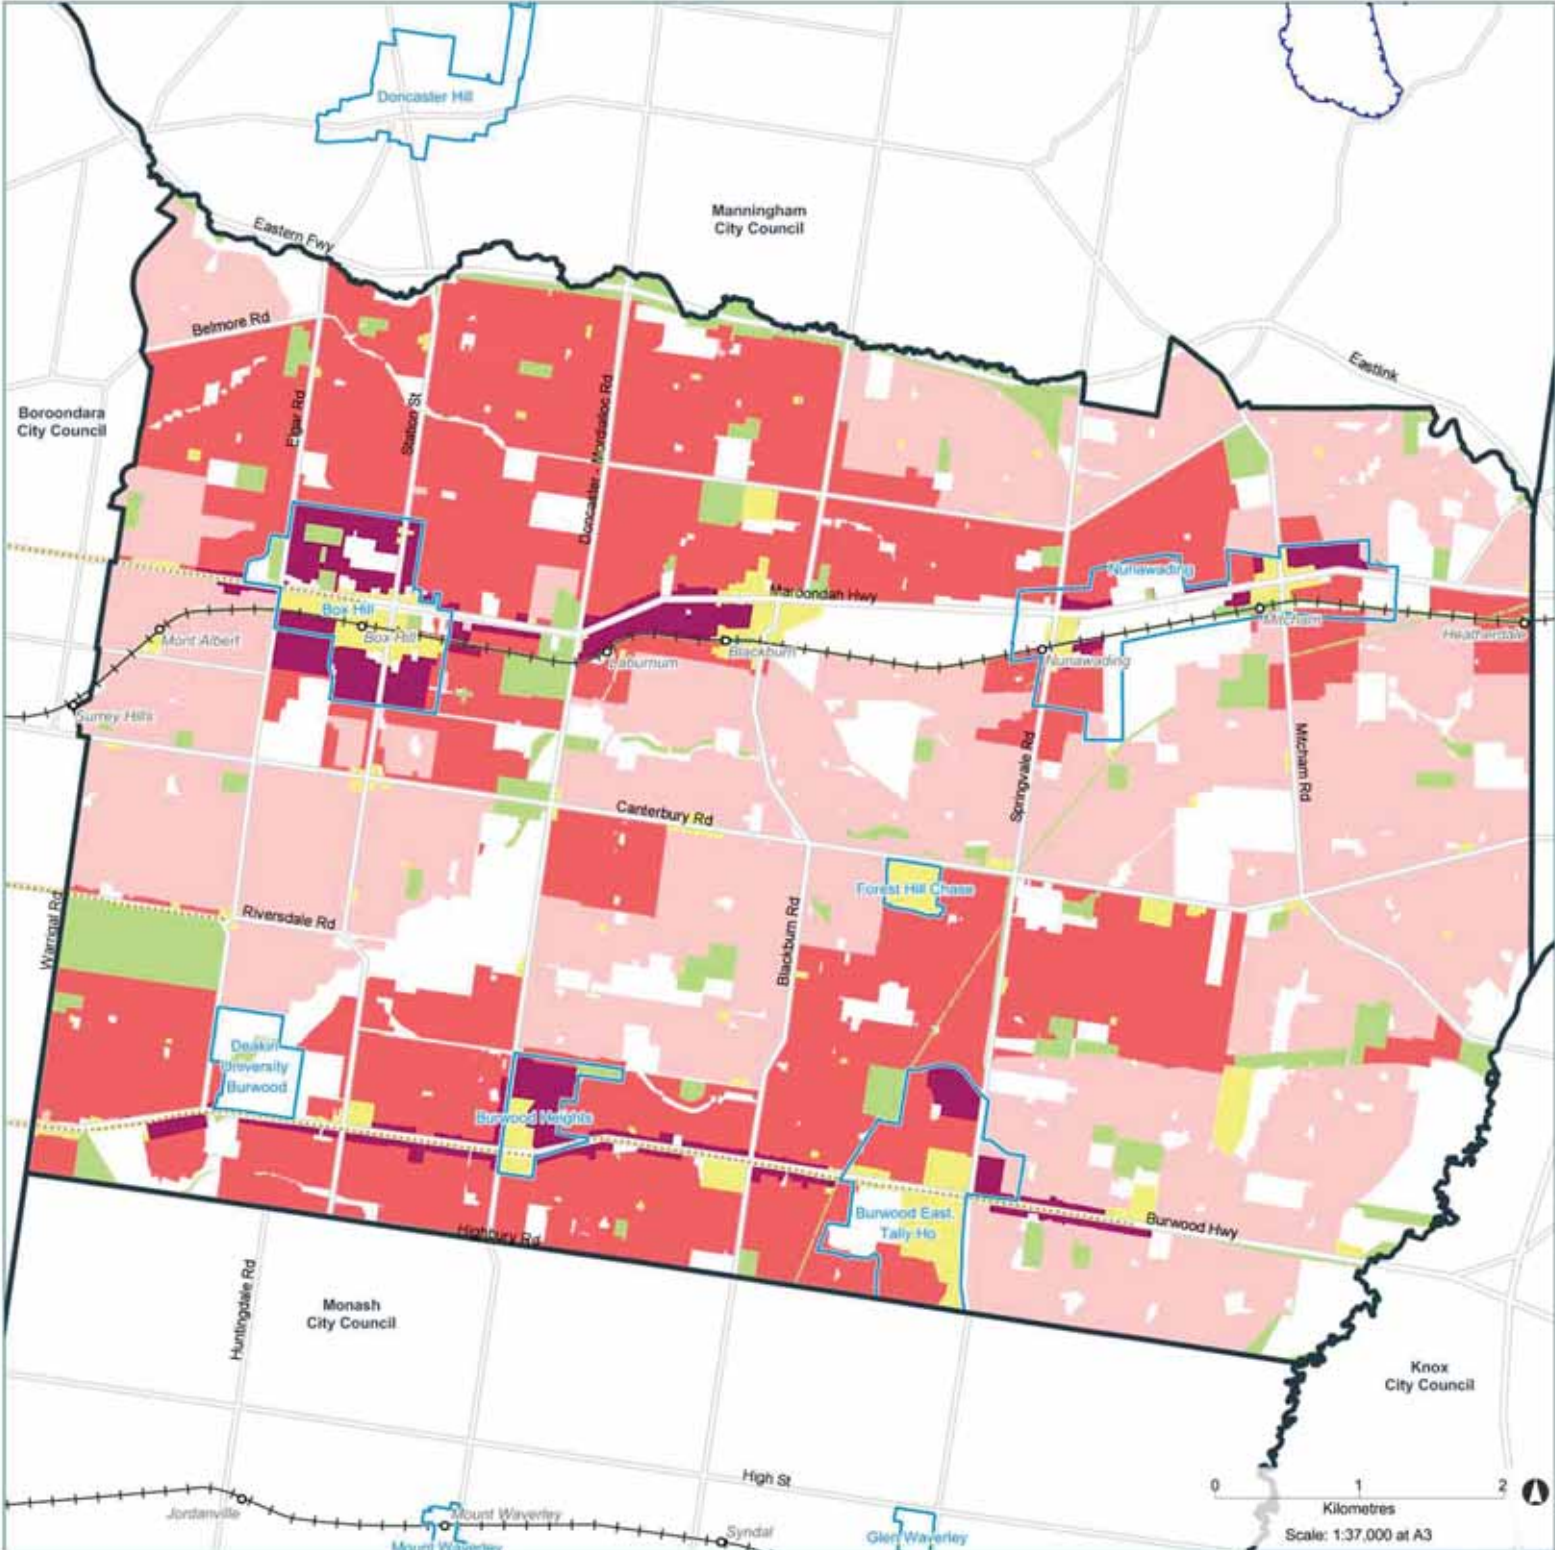 Doncaster Hill
Manningham
City Council
Eastern Fwy
Belmore Rd
Eastlink
Boroondara
City Council
Elgar Rd
Station St
Doncaster - Mordialloc Rd
Maroondah Hwy
Nunawading
Box Hill
Box Hill
Mont Albert
Laburnum
Blackburn
Nunawading
Mitcham
Heatherdale
Surrey Hills
Springvale Rd
Mitcham Rd
Canterbury Rd
Forest Hill Chase
Warrigal Rd
Riversdale Rd
Blackburn Rd
Deakin
University
Burwood
Burwood Heights
Burwood East
Tally Ho
Burwood Hwy
Highbury Rd
Huntingdale Rd
Monash
City Council
Knox
City Council
High St
Jordanville
Mount Waverley
Mount Waverley
Syndal
Glen Waverley
0 1 2
Kilometres
Scale: 1:37,000 at A3